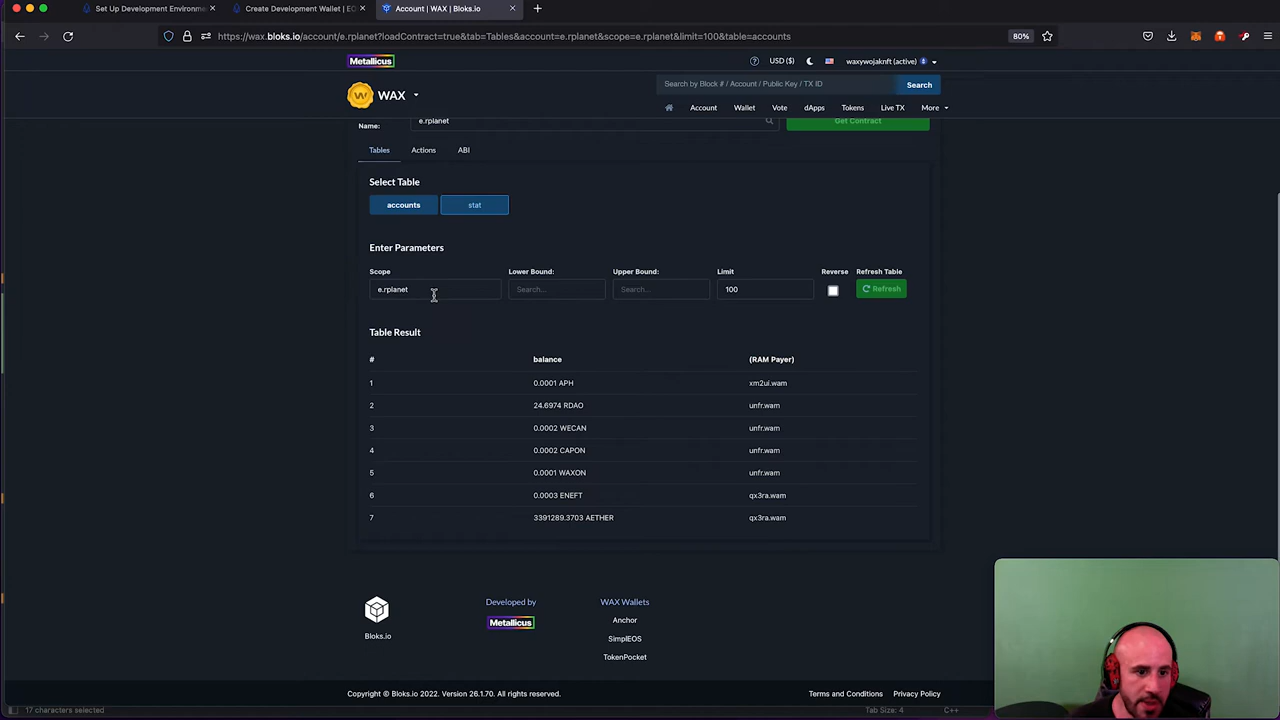 Set Up Development Environme
Create Development Wallet | EO
Account | WAX | Bloks.io
https://wax.bloks.io/account/e.rplanet?loadContract=true&tab=Tables&account=e.rplanet&scope=e.rplanet&limit=100&table=accounts
80%
Metallicus
USD ($)
waxywojaknft (active)
WAX
Search by Block # / Account / Public Key / TX ID
Search
Account Wallet Vote dApps Tokens Live TX More
Name:
e.rplanet
Get Contract
Tables Actions ABI
Select Table
accounts stat
Enter Parameters
Scope Lower Bound: Upper Bound: Limit Reverse Refresh Table
e.rplanet Search... Search... 100 Refresh
Table Result
# balance (RAM Payer)
1 0.0001 APH xm2ui.wam
2 24.6974 RDAO unfr.wam
3 0.0002 WECAN unfr.wam
4 0.0002 CAPON unfr.wam
5 0.0001 WAXON unfr.wam
6 0.0003 ENEFT qx3ra.wam
7 3391289.3703 AETHER qx3ra.wam
Bloks.io
Developed by
Metallicus
WAX Wallets
Anchor
SimplEOS
TokenPocket
Copyright © Bloks.io 2022. Version 26.1.70. All rights reserved.
Terms and Conditions Privacy Policy
17 characters selected
Tab Size: 4 C++